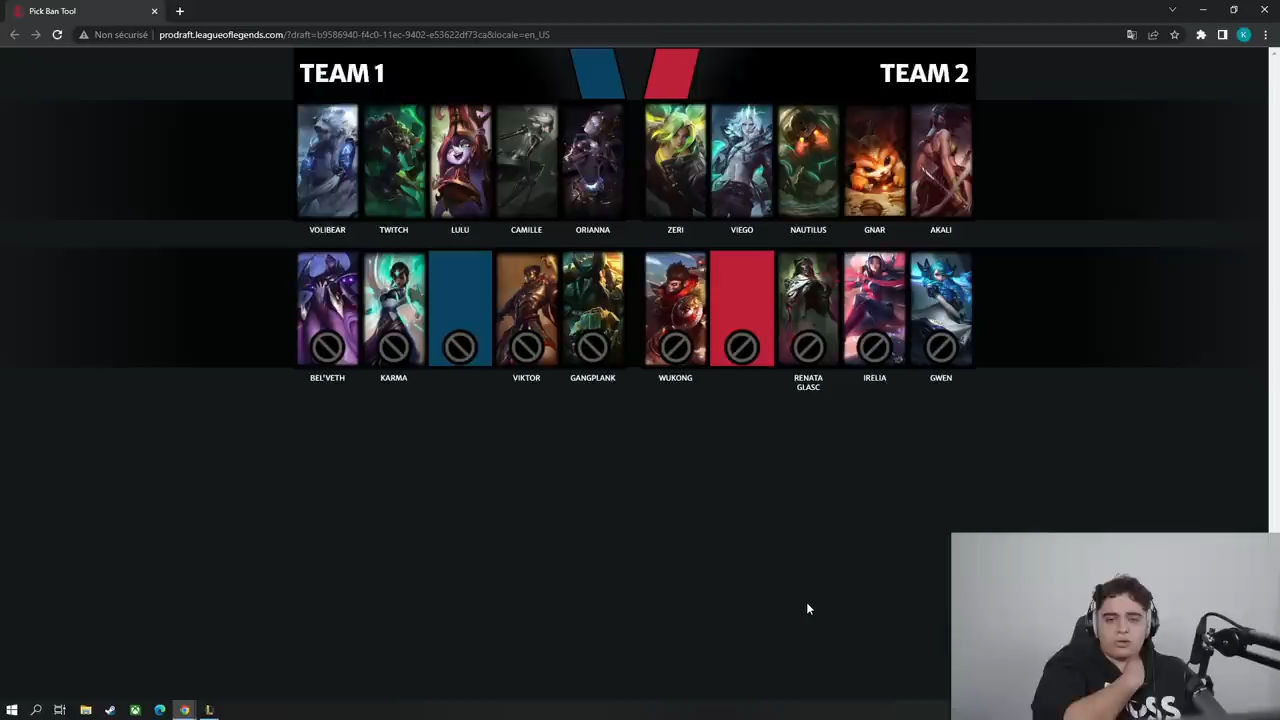 Pick Ban Tool
Non sécurisé
prodraft.leagueoflegends.com/?draft=b9586940-f4c0-11ec-9402-e53622df73ca&locale=en_US
K
TEAM 1
TEAM 2
VOLIBEAR
TWITCH
LULU
CAMILLE
ORIANNA
ZERI
VIEGO
NAUTILUS
GNAR
AKALI
BEL'VETH
KARMA
VIKTOR
GANGPLANK
WUKONG
RENATA
GLASC
IRELIA
GWEN